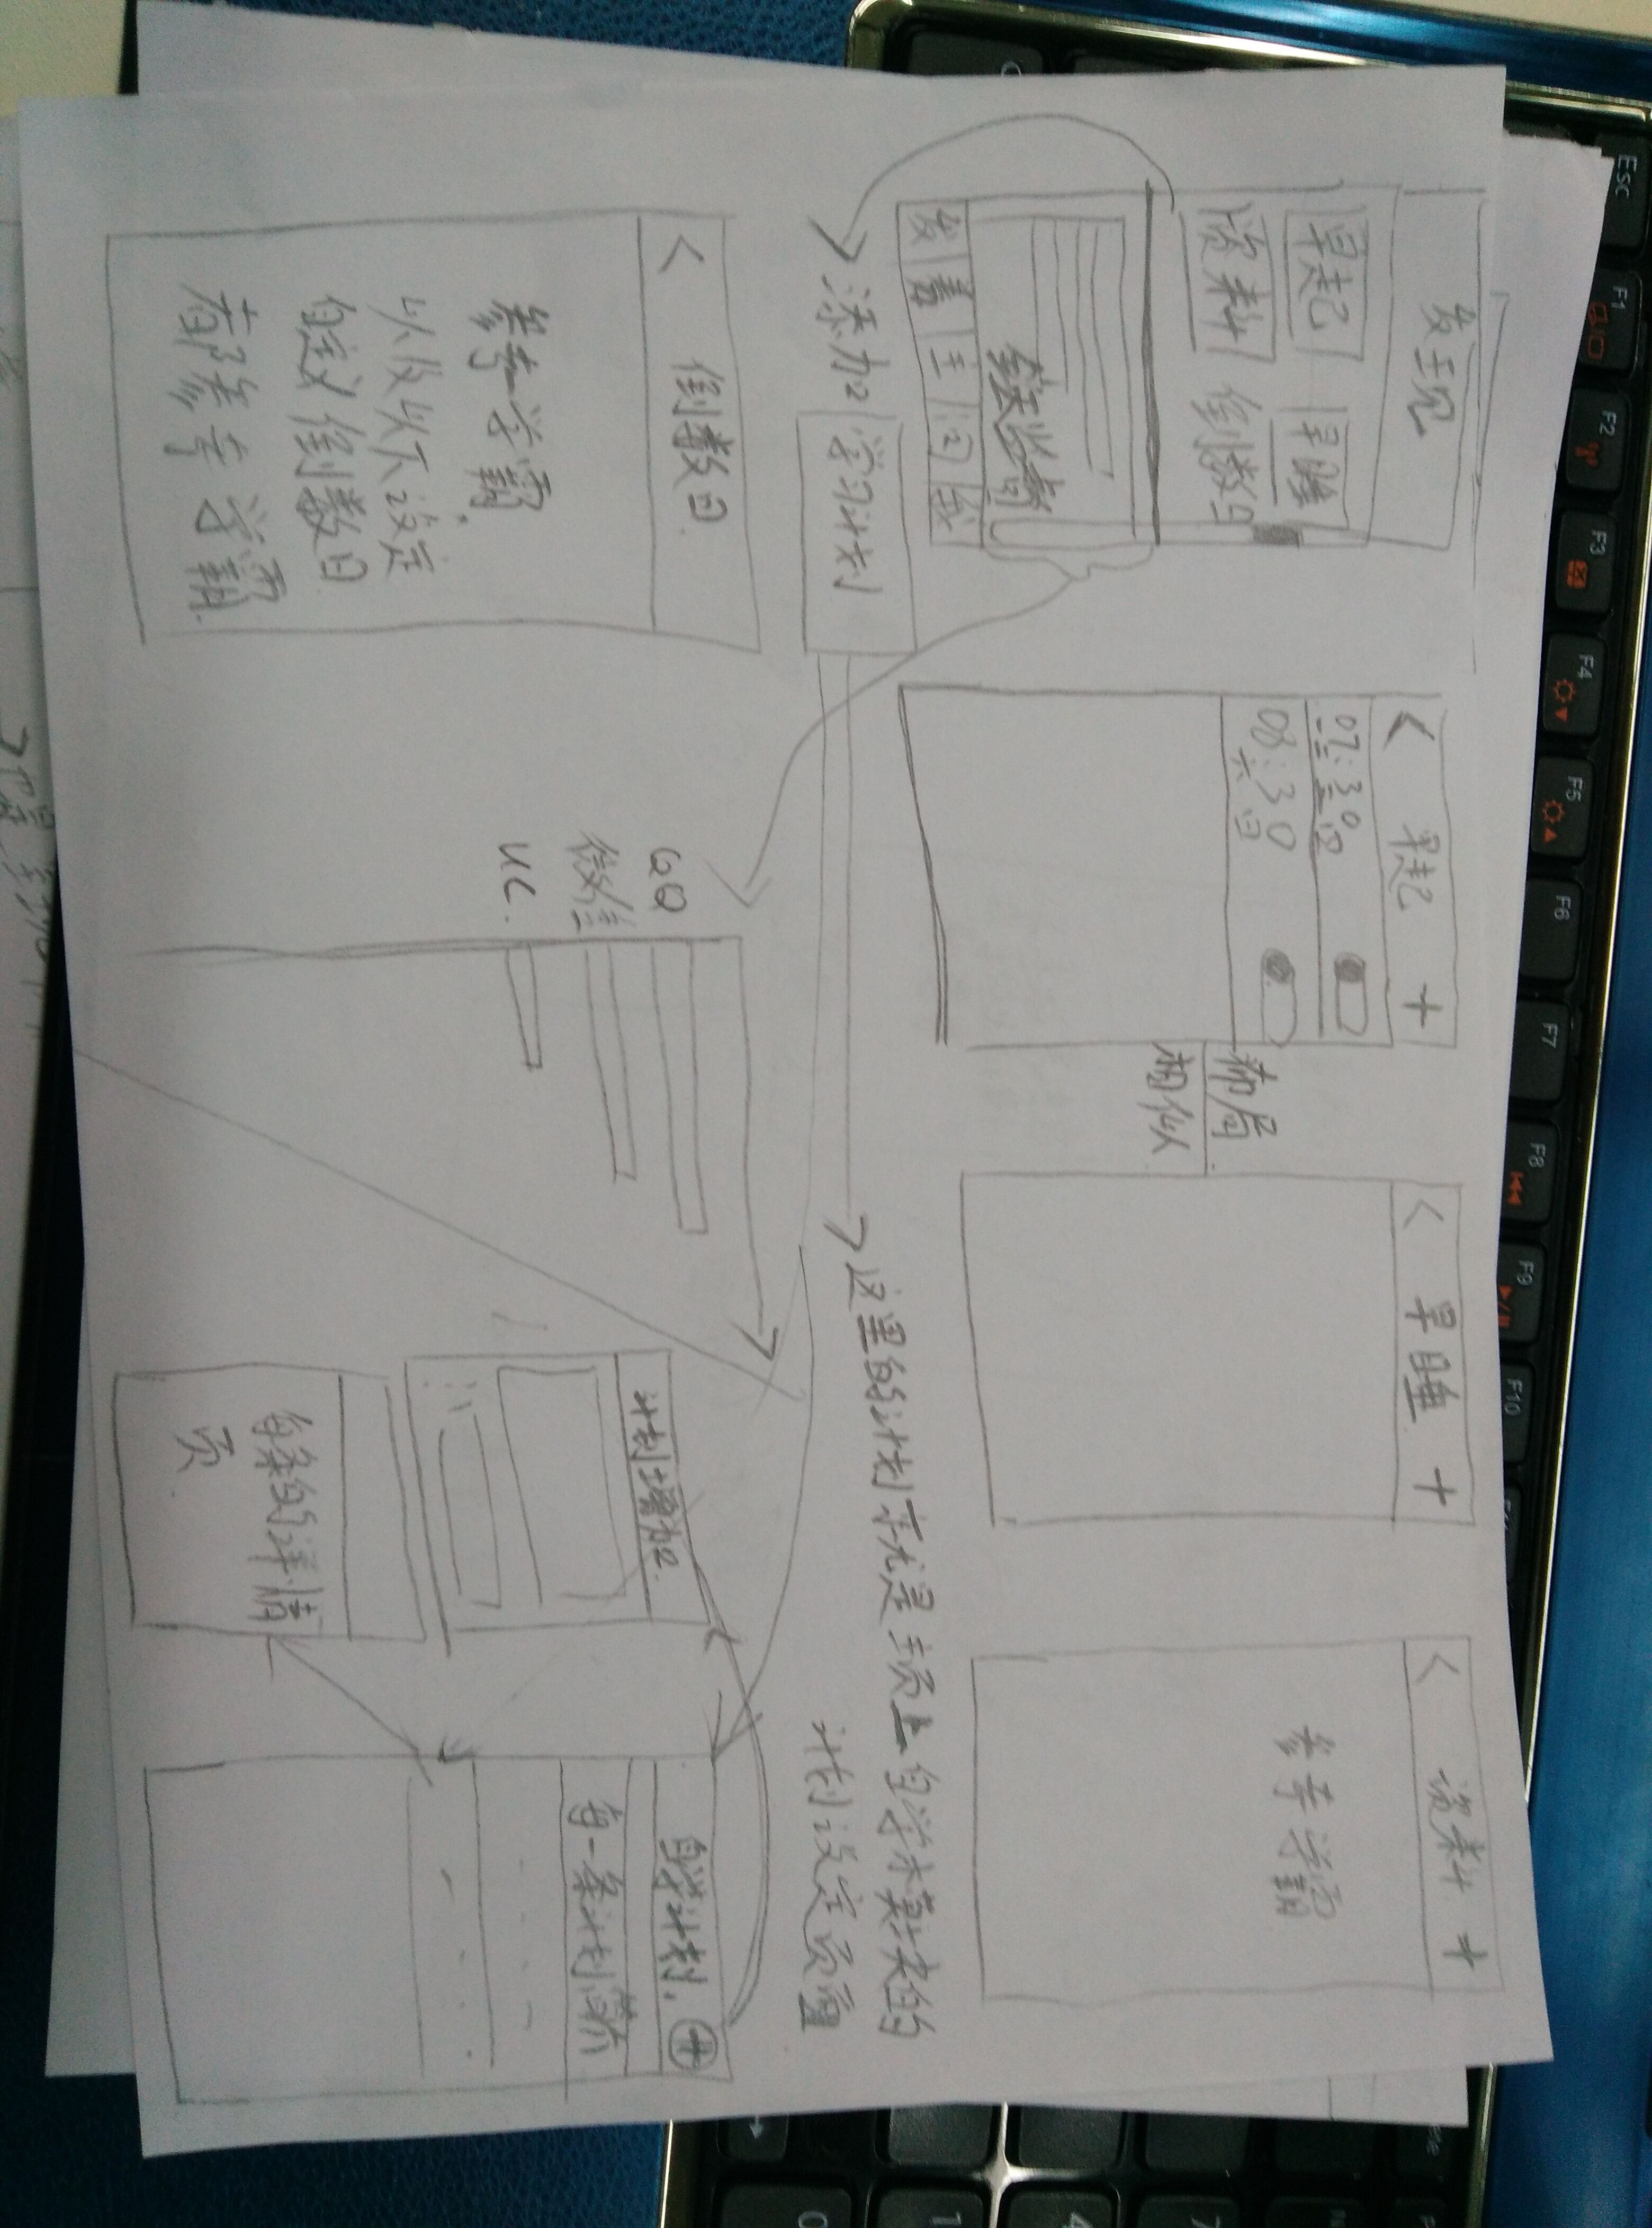 Esc F1 F2 F3 F4 F5 F6 F7 F8 F9 F10
发现
早起 早睡
资料 倒数日
全天监督
发 主 问 我
< 早起 +
07:30
一二三四
08:30
六日
布局
相似
< 早睡 +
< 资料 +
参考学霸
添加 学习计划
这里的计划就是主页上自学模块的
计划设定页面
< 倒数日
参考学霸.
以及以下设定
自定义倒数日
都参考学霸.
QQ
微信
UC.
计划增加
每条的详情
页.
自学计划. +
每一条计划简介